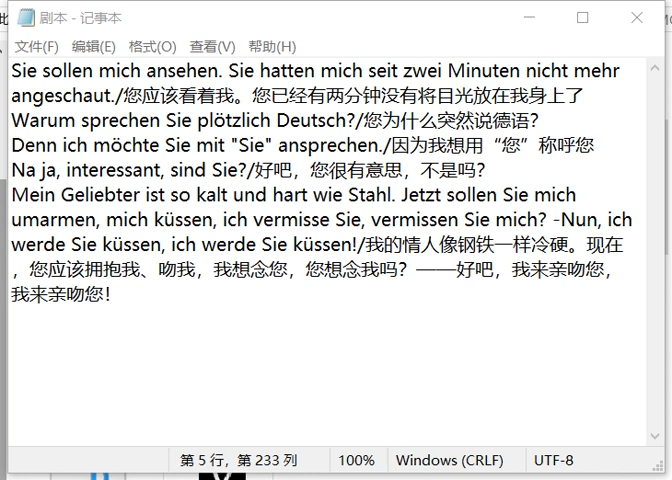 剧本 - 记事本
文件(F) 编辑(E) 格式(O) 查看(V) 帮助(H)
Sie sollen mich ansehen. Sie hatten mich seit zwei Minuten nicht mehr
angeschaut./您应该看着我。您已经有两分钟没有将目光放在我身上了
Warum sprechen Sie plötzlich Deutsch?/您为什么突然说德语？
Denn ich möchte Sie mit "Sie" ansprechen./因为我想用“您”称呼您
Na ja, interessant, sind Sie?/好吧，您很有意思，不是吗？
Mein Geliebter ist so kalt und hart wie Stahl. Jetzt sollen Sie mich
umarmen, mich küssen, ich vermisse Sie, vermissen Sie mich? -Nun, ich
werde Sie küssen, ich werde Sie küssen!/我的情人像钢铁一样冷硬。现在
，您应该拥抱我、吻我，我想念您，您想念我吗？——好吧，我来亲吻您，
我来亲吻您！
第 5 行，第 233 列 100% Windows (CRLF) UTF-8